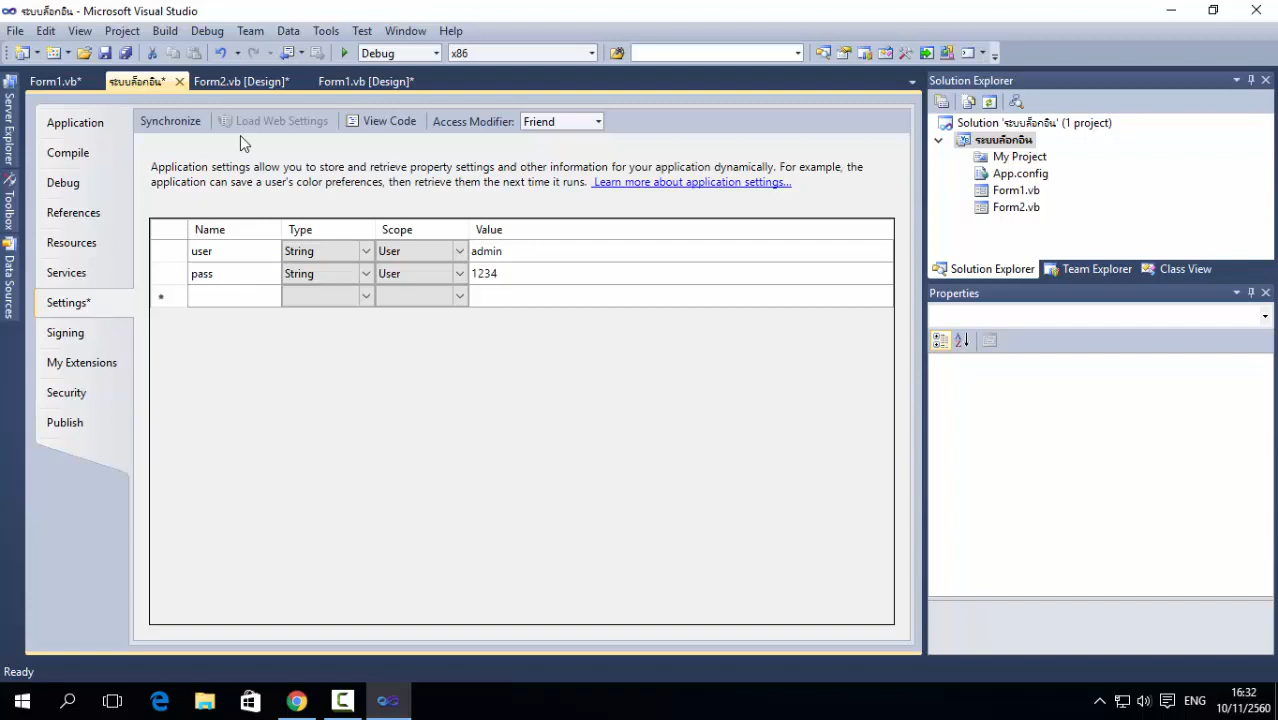 ระบบล็อกอิน* - Microsoft Visual Studio
File Edit View Project Build Debug Team Data Tools Test Window Help
Debug x86
Form1.vb* ระบบล็อกอิน* Form2.vb [Design]* Form1.vb [Design]*
Server Explorer
Toolbox
Data Sources
Application
Compile
Debug
References
Resources
Services
Settings*
Signing
My Extensions
Security
Publish
Synchronize Load Web Settings View Code Access Modifier: Friend
Application settings allow you to store and retrieve property settings and other information for your application dynamically. For example, the
application can save a user's color preferences, then retrieve them the next time it runs. Learn more about application settings...
Name Type Scope Value
user String User admin
pass String User 1234
*
Solution Explorer
Solution 'ระบบล็อกอิน' (1 project)
ระบบล็อกอิน
My Project
App.config
Form1.vb
Form2.vb
Solution Explorer Team Explorer Class View
Properties
Ready
ENG
16:32
10/11/2560